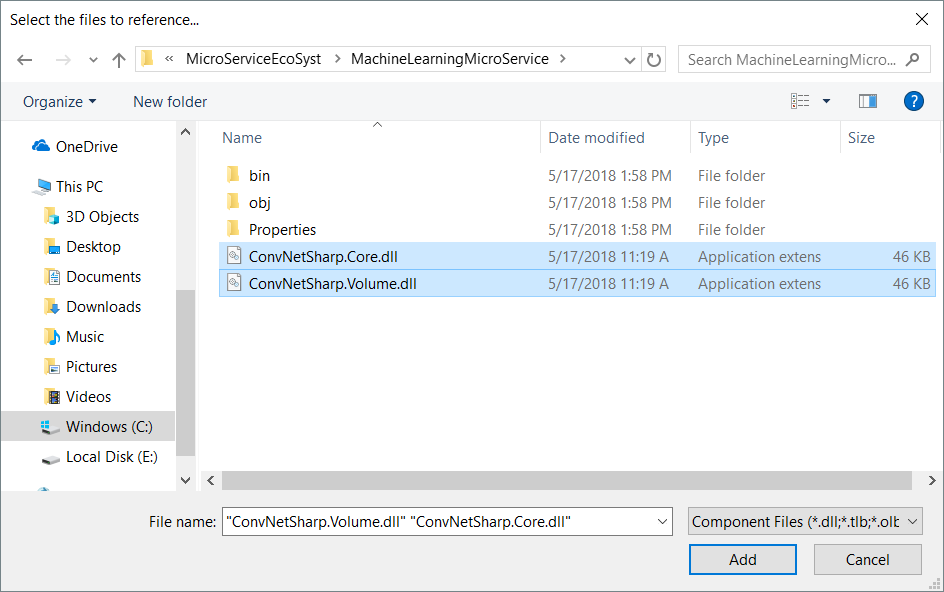 Select the files to reference...
« MicroServiceEcoSyst > MachineLearningMicroService >
Search MachineLearningMicro...
Organize
New folder
?
OneDrive
This PC
3D Objects
Desktop
Documents
Downloads
Music
Pictures
Videos
Windows (C:)
Local Disk (E:)
Name Date modified Type Size
bin 5/17/2018 1:58 PM File folder
obj 5/17/2018 1:58 PM File folder
Properties 5/17/2018 1:58 PM File folder
ConvNetSharp.Core.dll 5/17/2018 11:19 A Application extens 46 KB
ConvNetSharp.Volume.dll 5/17/2018 11:19 A Application extens 46 KB
File name: "ConvNetSharp.Volume.dll" "ConvNetSharp.Core.dll" Component Files (*.dll;*.tlb;*.olb
Add Cancel